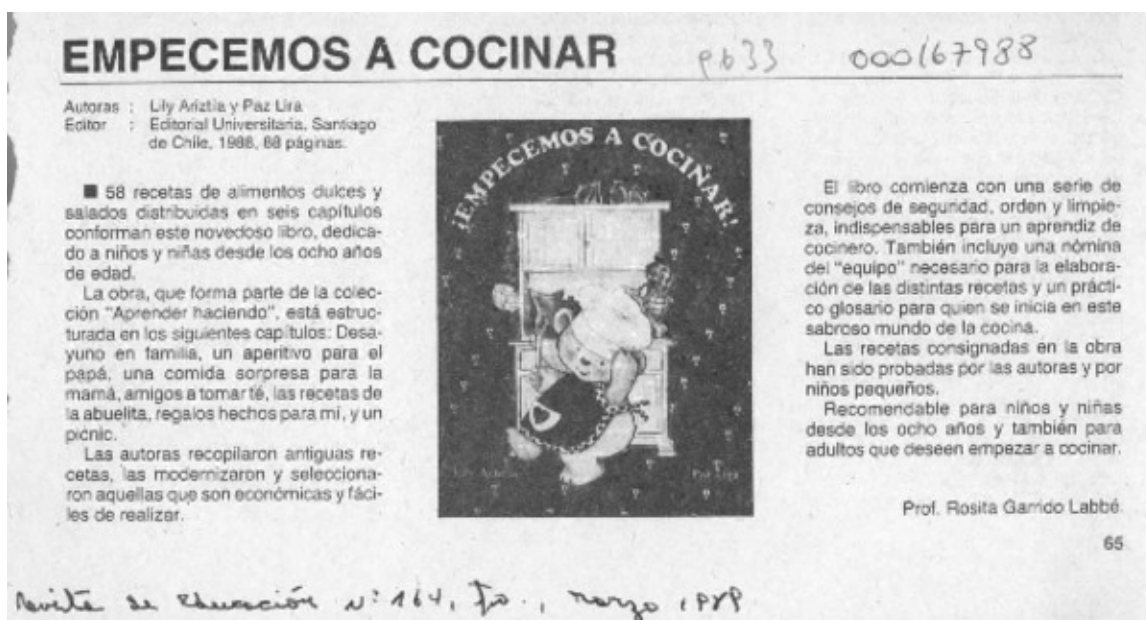 EMPECEMOS A COCINAR
p.633 000167988
Autoras : Lily Ariztía y Paz Lira
Editor : Editorial Universitaria, Santiago
de Chile, 1988, 88 páginas.
■ 58 recetas de alimentos dulces y
salados distribuidas en seis capítulos
conforman este novedoso libro, dedica-
do a niños y niñas desde los ocho años
de edad.
La obra, que forma parte de la colec-
ción "Aprender haciendo", está estruc-
turada en los siguientes capítulos: Desa-
yuno en familia, un aperitivo para el
papá, una comida sorpresa para la
mamá, amigos a tomar té, las recetas de
la abuelita, regalos hechos para mí, y un
picnic.
Las autoras recopilaron antiguas re-
cetas, las modernizaron y selecciona-
ron aquellas que son económicas y fáci-
les de realizar.
¡EMPECEMOS A COCINAR!
El libro comienza con una serie de
consejos de seguridad, orden y limpie-
za, indispensables para un aprendiz de
cocinero. También incluye una nómina
del "equipo" necesario para la elabora-
ción de las distintas recetas y un prácti-
co glosario para quien se inicia en este
sabroso mundo de la cocina.
Las recetas consignadas en la obra
han sido probadas por las autoras y por
niños pequeños.
Recomendable para niños y niñas
desde los ocho años y también para
adultos que deseen empezar a cocinar.
Prof. Rosita Garrido Labbé
65
Revista de Educación Nº 164, marzo 1989